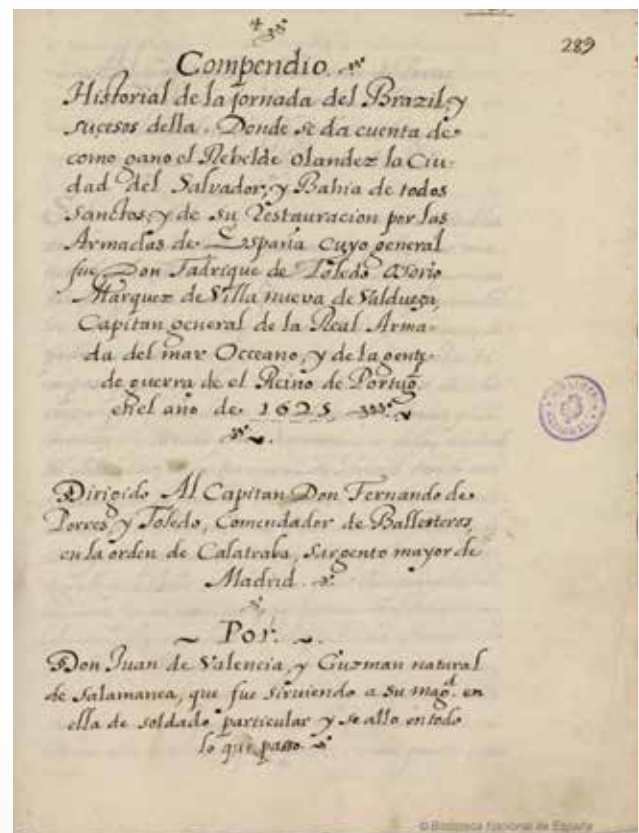 289
Compendio.
Historial de la jornada del Brazil, y
sucesos della. Donde se da cuenta de
como gano el Rebelde olandez la Ciu-
dad del Salvador, y Bahia de todos
sanctos, y de su Restauracion por las
Armadas de España cuyo general
fue Don Fadrique de Toledo osorio
Marquez de Villa nueva de Valdueza,
Capitan general de la Real Arma-
da del mar Occeano, y de la gente
de guerra de el Reino de Portugl.
en el año de 1625
Dirigido Al Capitan Don Fernando de
Porres, y Toledo, Comendador de Ballesteros,
en la orden de Calatraba, sargento mayor de
Madrid.
Por.
Don Juan de Valencia, y Guzman natural
de salamanca, que fue sirviendo a su magd. en
ella de soldado particular y se allo en todo
lo que passo.
© Biblioteca Nacional de España